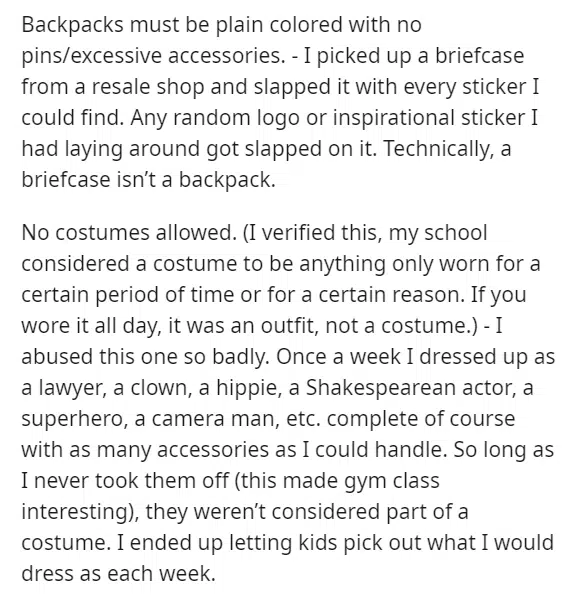 Backpacks must be plain colored with no
pins/excessive accessories. - I picked up a briefcase
from a resale shop and slapped it with every sticker I
could find. Any random logo or inspirational sticker I
had laying around got slapped on it. Technically, a
briefcase isn’t a backpack.
No costumes allowed. (I verified this, my school
considered a costume to be anything only worn for a
certain period of time or for a certain reason. If you
wore it all day, it was an outfit, not a costume.) - I
abused this one so badly. Once a week I dressed up as
a lawyer, a clown, a hippie, a Shakespearean actor, a
superhero, a camera man, etc. complete of course
with as many accessories as I could handle. So long as
I never took them off (this made gym class
interesting), they weren’t considered part of a
costume. I ended up letting kids pick out what I would
dress as each week.